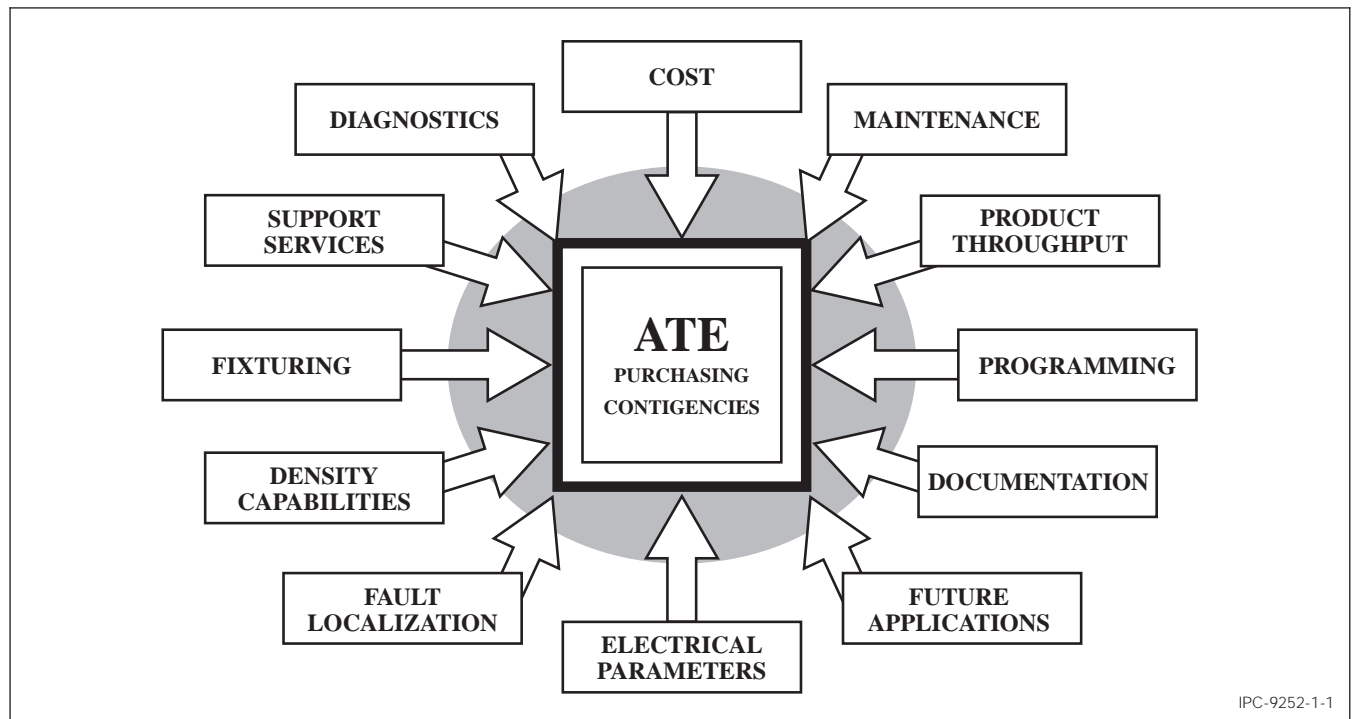 COST
DIAGNOSTICS
MAINTENANCE
SUPPORT
SERVICES
PRODUCT
THROUGHPUT
ATE
PURCHASING
CONTIGENCIES
FIXTURING
PROGRAMMING
DENSITY
CAPABILITIES
DOCUMENTATION
FAULT
LOCALIZATION
FUTURE
APPLICATIONS
ELECTRICAL
PARAMETERS
IPC-9252-1-1